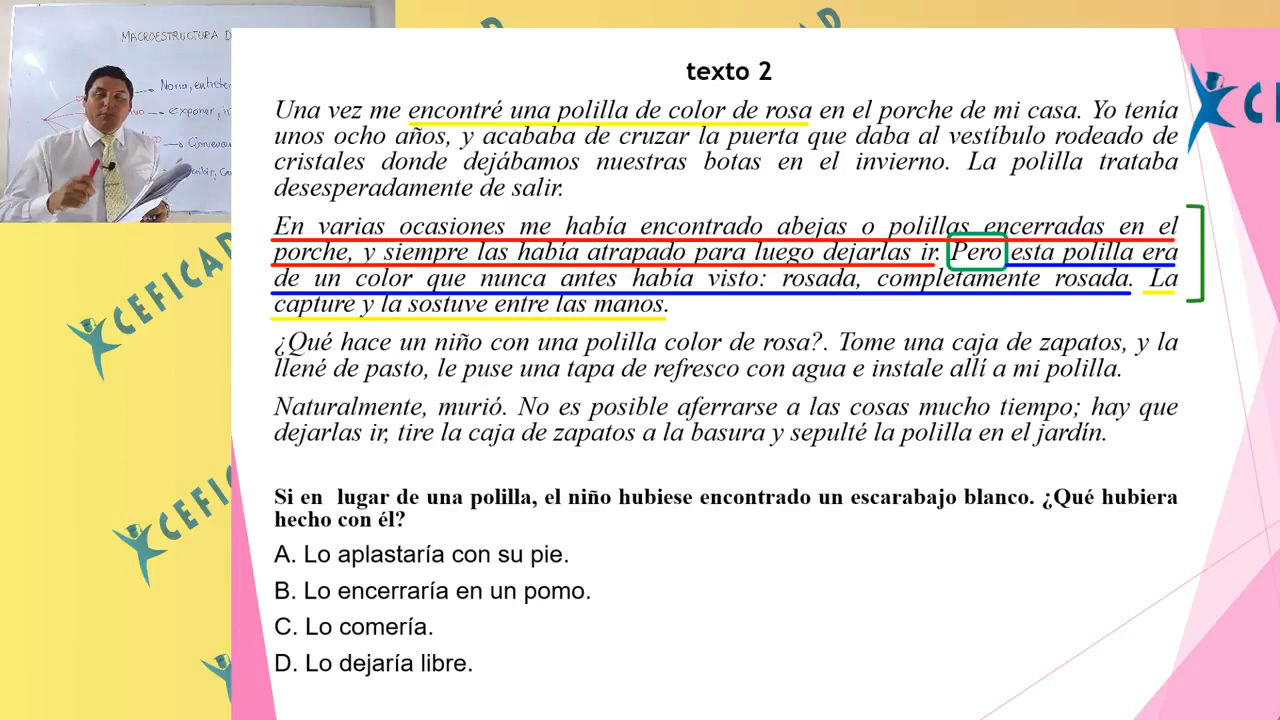 MACROESTRUCTURA D
texto 2
Una vez me encontré una polilla de color de rosa en el porche de mi casa. Yo tenía
unos ocho años, y acababa de cruzar la puerta que daba al vestíbulo rodeado de
cristales donde dejábamos nuestras botas en el invierno. La polilla trataba
desesperadamente de salir.
En varias ocasiones me había encontrado abejas o polillas encerradas en el
porche, y siempre las había atrapado para luego dejarlas ir. Pero esta polilla era
de un color que nunca antes había visto: rosada, completamente rosada. La
capture y la sostuve entre las manos.
¿Qué hace un niño con una polilla color de rosa?. Tome una caja de zapatos, y la
llené de pasto, le puse una tapa de refresco con agua e instale allí a mi polilla.
Naturalmente, murió. No es posible aferrarse a las cosas mucho tiempo; hay que
dejarlas ir, tire la caja de zapatos a la basura y sepulté la polilla en el jardín.
Si en lugar de una polilla, el niño hubiese encontrado un escarabajo blanco. ¿Qué hubiera
hecho con él?
A. Lo aplastaría con su pie.
B. Lo encerraría en un pomo.
C. Lo comería.
D. Lo dejaría libre.
CEFICAD
CEFICAD
C